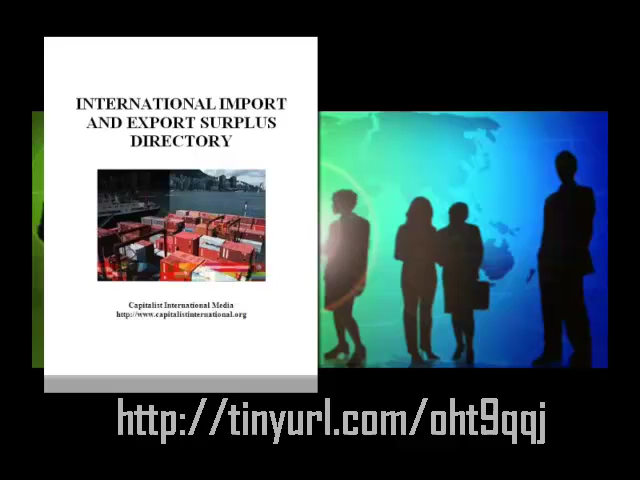 INTERNATIONAL IMPORT
AND EXPORT SURPLUS
DIRECTORY
Capitalist International Media
http://www.capitalistinternational.org
http://tinyurl.com/oht9qqj